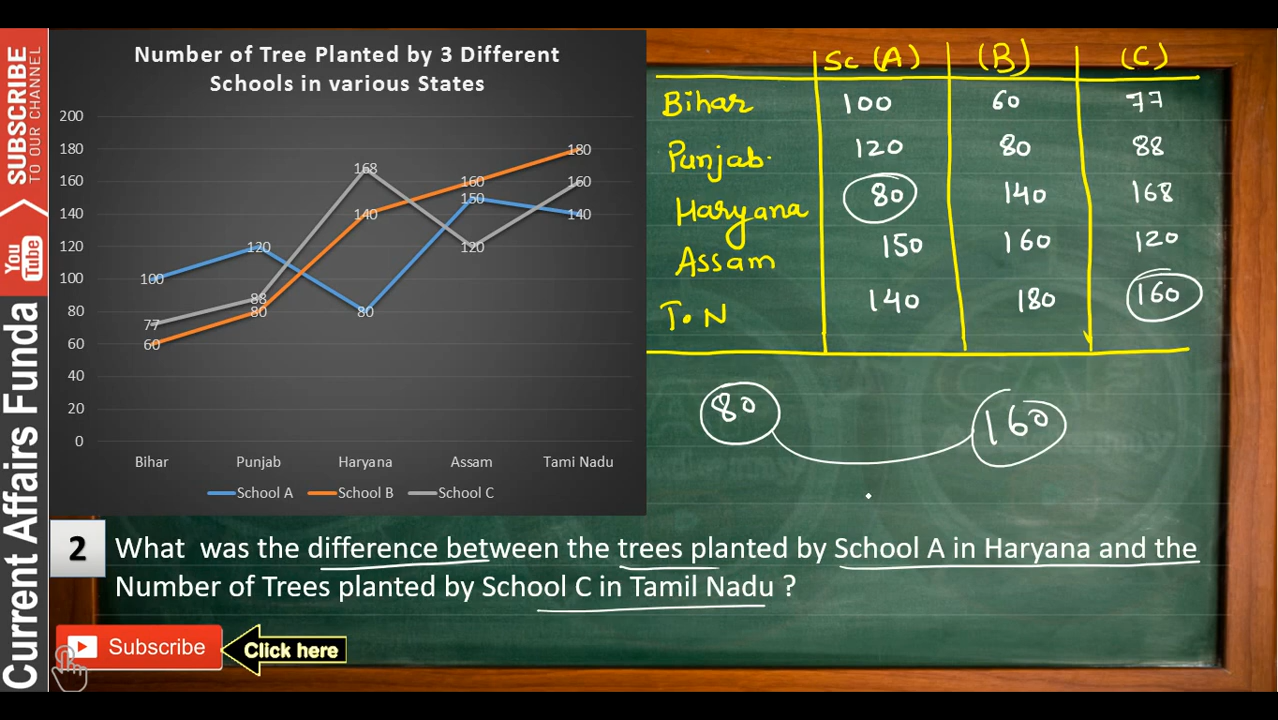 SUBSCRIBE
TO OUR CHANNEL
You
Tube
Current Affairs Funda
Number of Tree Planted by 3 Different
Schools in various States
200
180
160
140
120
100
80
60
40
20
0
100
120
80
150
140
60
80
140
160
180
77
88
168
120
160
Bihar
Punjab
Haryana
Assam
Tami Nadu
School A
School B
School C
Sc (A) (B) (C)
Bihar 100 60 77
Punjab. 120 80 88
Haryana 80 140 168
Assam 150 160 120
T.N 140 180 160
80 160
2
What was the difference between the trees planted by School A in Haryana and the
Number of Trees planted by School C in Tamil Nadu ?
Subscribe
Click here